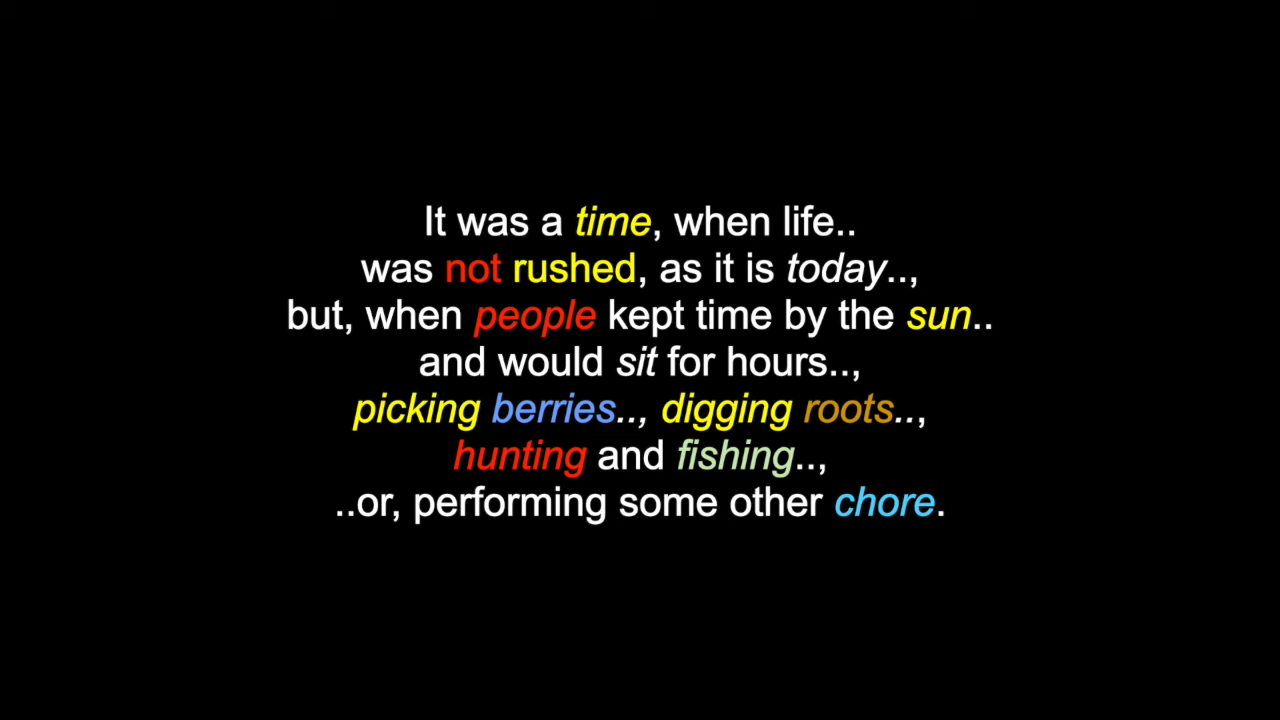 It was a time, when life..
was not rushed, as it is today..,
but, when people kept time by the sun..
and would sit for hours..,
picking berries.., digging roots..,
hunting and fishing..,
..or, performing some other chore.